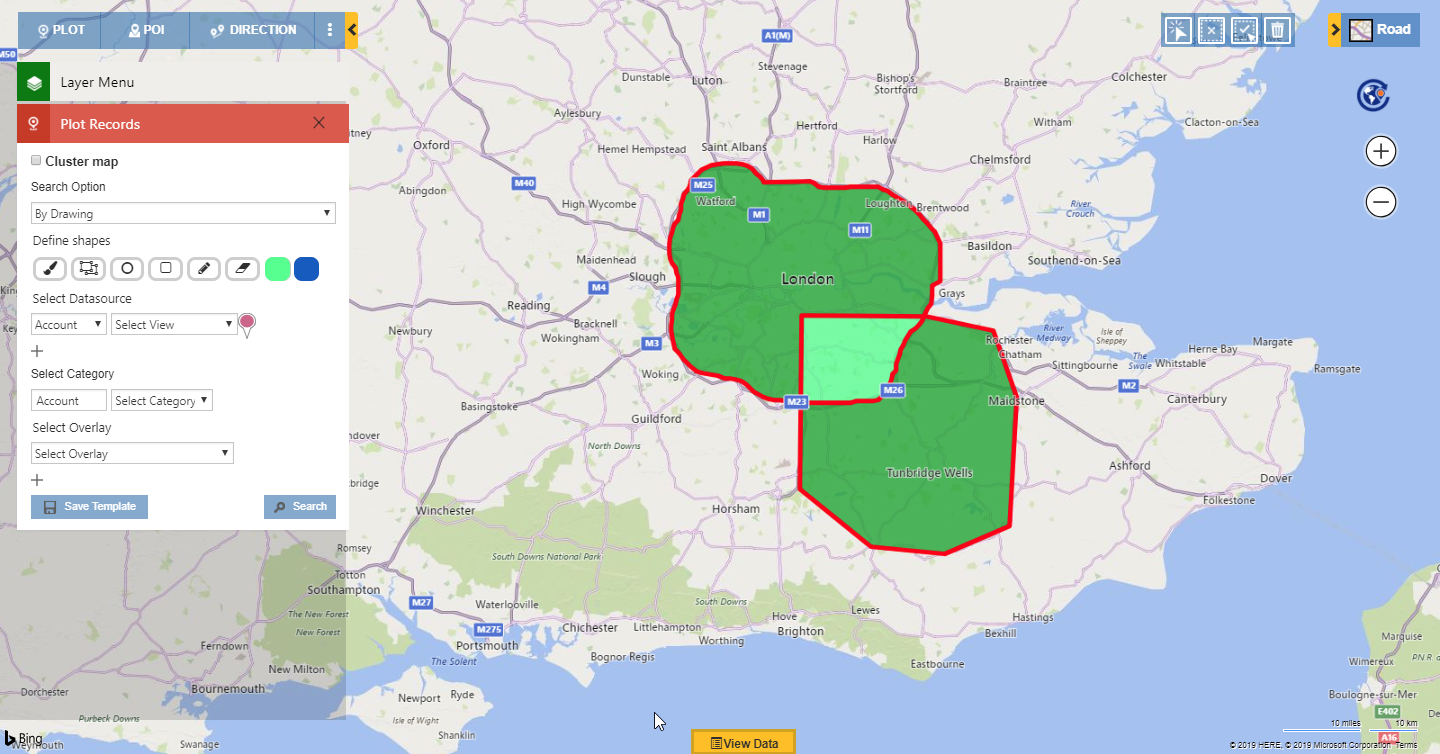 PLOT
POI
DIRECTION
Road
Layer Menu
Plot Records
Cluster map
Search Option
By Drawing
Define shapes
Select Datasource
Account
Select View
Select Category
Account
Select Category
Select Overlay
Select Overlay
Save Template
Search
A1(M)
Stevenage
Dunstable
Luton
Bishop's
Stortford
Braintree
Colchester
Aylesbury
Hertford
Witham
Clacton-on-Sea
Oxford
Hemel Hempstead
Saint Albans
Harlow
Chelmsford
Abingdon
M40
M25
High Wycombe
Watford
M1
Loughton
Brentwood
River
Crouch
M11
Basildon
Maidenhead
Southend-on-Sea
Slough
London
M4
Grays
Reading
Newbury
Bracknell
Wokingham
M3
River
Medway
Isle of
Sheppey
Rochester
Chatham
Sittingbourne
The
Swale
Whitstable
Herne Bay
Margate
Ramsgate
Woking
M26
M2
Basingstoke
M23
Maidstone
Canterbury
Guildford
North Downs
Tunbridge Wells
Ashford
Dover
Folkestone
Winchester
Horsham
Romsey
South Downs National Park
Totton
Southampton
M27
Waterlooville
South Downs
Lewes
The New Forest
New Forest
M275
Chichester
Littlehampton
Hove
Brighton
Hastings
Bexhill
Worthing
Portsmouth
Ferndown
The Solent
Bognor Regis
Eastbourne
New Milton
Bournemouth
Dorchester
Newport
Ryde
Isle of Wight
Shanklin
Purbeck Downs
Swanage
Weymouth
Marquise
Wimereux
Boulogne-sur-Mer
E402
A16
Bing
View Data
10 miles
10 km
© 2019 HERE, © 2019 Microsoft Corporation Terms